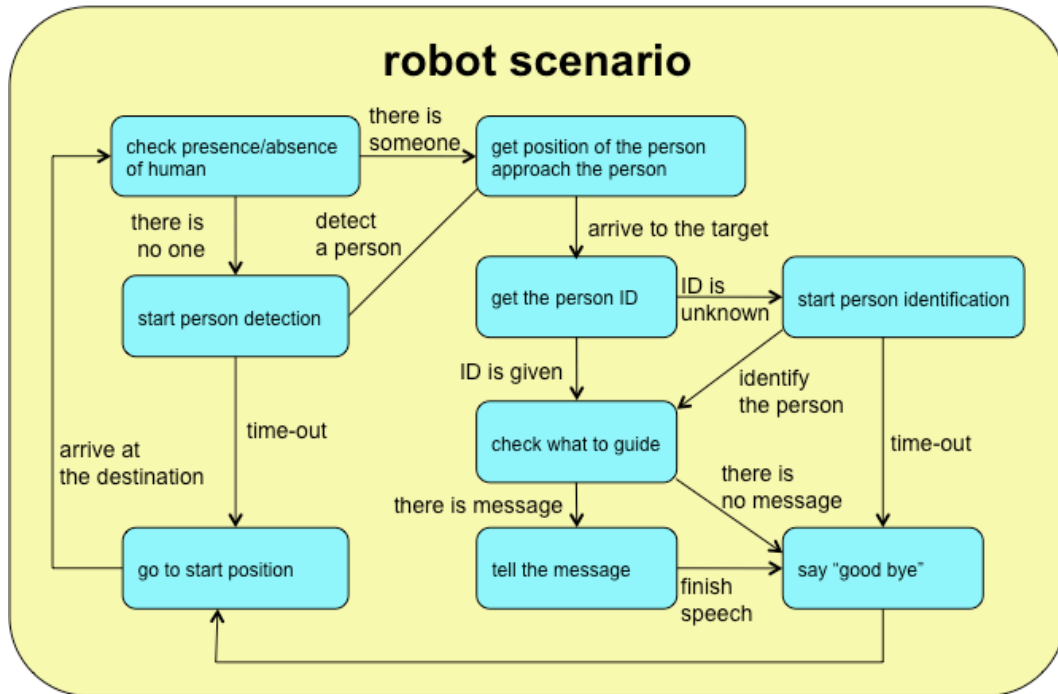 robot scenario
check presence/absence
of human
there is
someone
get position of the person
approach the person
there is
no one
detect
a person
arrive to the target
start person detection
get the person ID
ID is
unknown
start person identification
ID is given
identify
the person
time-out
arrive at
the destination
check what to guide
time-out
there is message
there is
no message
go to start position
tell the message
finish
speech
say “good bye”